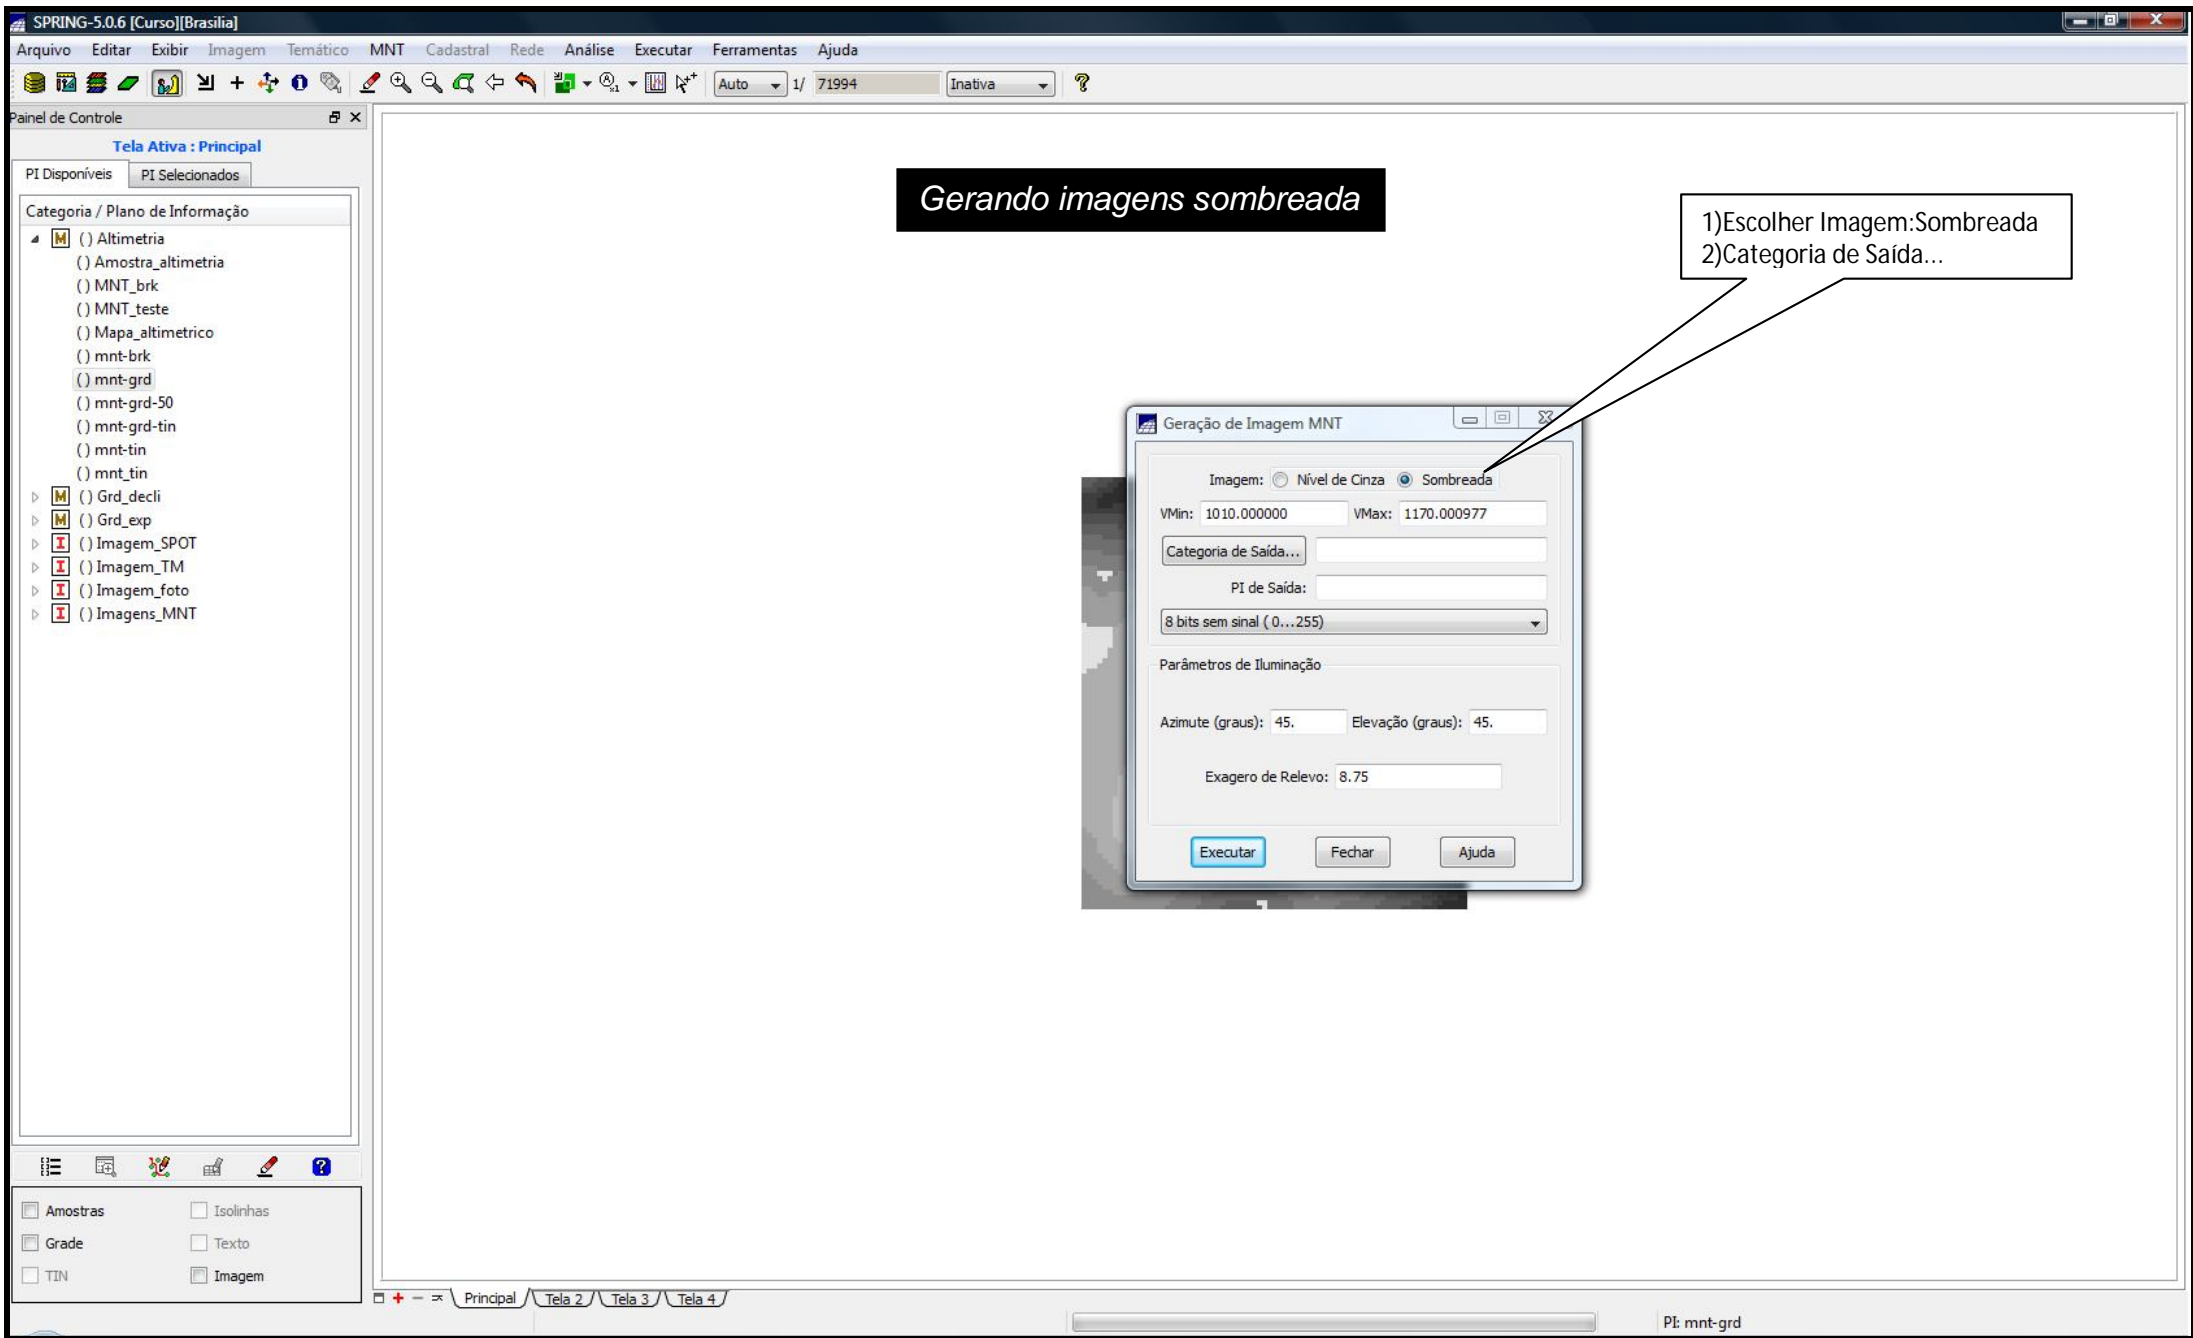 SPRING-5.0.6 [Curso][Brasilia]
Arquivo Editar Exibir Imagem Temático MNT Cadastral Rede Análise Executar Ferramentas Ajuda
Auto 1/ 71994 Inativa
Painel de Controle
Tela Ativa : Principal
PI Disponíveis PI Selecionados
Categoria / Plano de Informação
M () Altimetria
() Amostra_altimetria
() MNT_brk
() MNT_teste
() Mapa_altimetrico
() mnt-brk
() mnt-grd
() mnt-grd-50
() mnt-grd-tin
() mnt-tin
() mnt_tin
M () Grd_decli
M () Grd_exp
I () Imagem_SPOT
I () Imagem_TM
I () Imagem_foto
I () Imagens_MNT
Amostras Isolinhas
Grade Texto
TIN Imagem
Gerando imagens sombreada
1)Escolher Imagem:Sombreada
2)Categoria de Saída...
Geração de Imagem MNT
Imagem: Nível de Cinza Sombreada
VMin: 1010.000000 VMax: 1170.000977
Categoria de Saída...
PI de Saída:
8 bits sem sinal ( 0...255)
Parâmetros de Iluminação
Azimute (graus): 45. Elevação (graus): 45.
Exagero de Relevo: 8.75
Executar Fechar Ajuda
Principal Tela 2 Tela 3 Tela 4
PI: mnt-grd